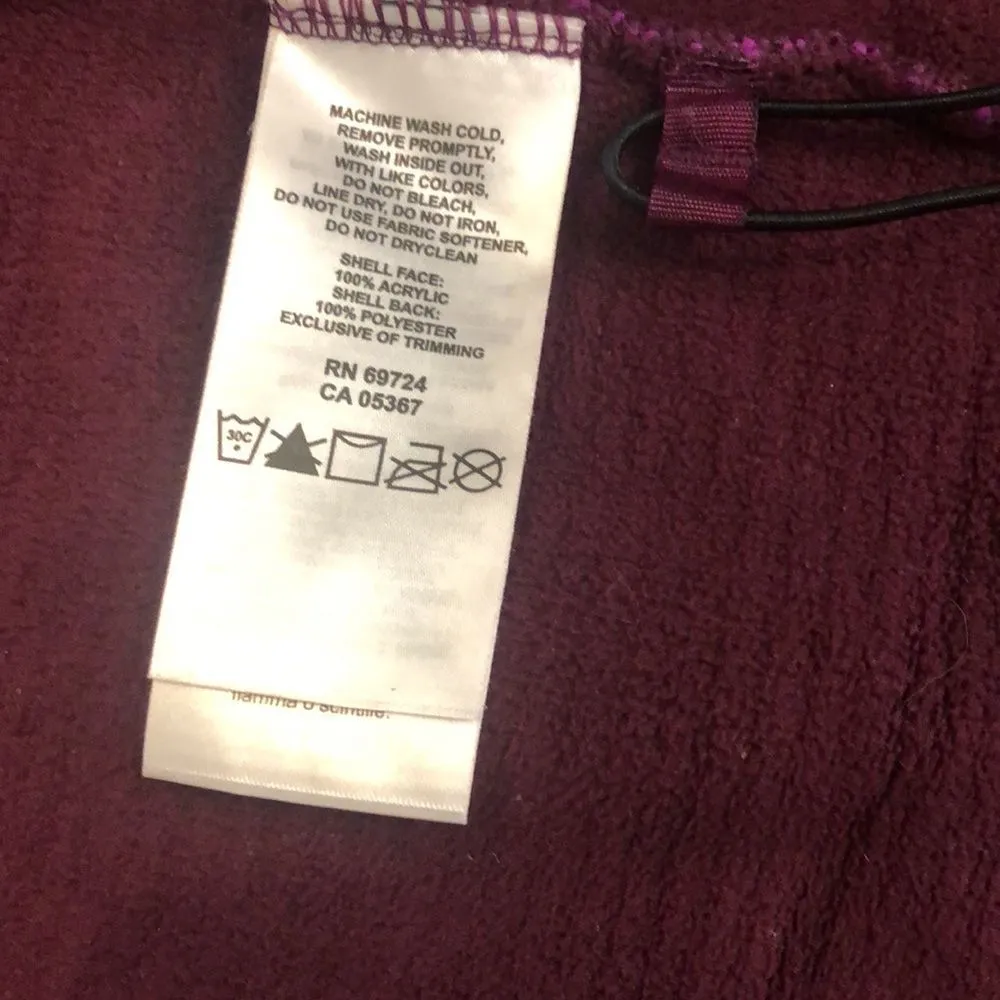 MACHINE WASH COLD,
REMOVE PROMPTLY,
WASH INSIDE OUT,
WITH LIKE COLORS,
DO NOT BLEACH,
LINE DRY, DO NOT IRON,
DO NOT USE FABRIC SOFTENER,
DO NOT DRYCLEAN
SHELL FACE:
100% ACRYLIC
SHELL BACK:
100% POLYESTER
EXCLUSIVE OF TRIMMING
RN 69724
CA 05367
30C
fiamma o scintille.